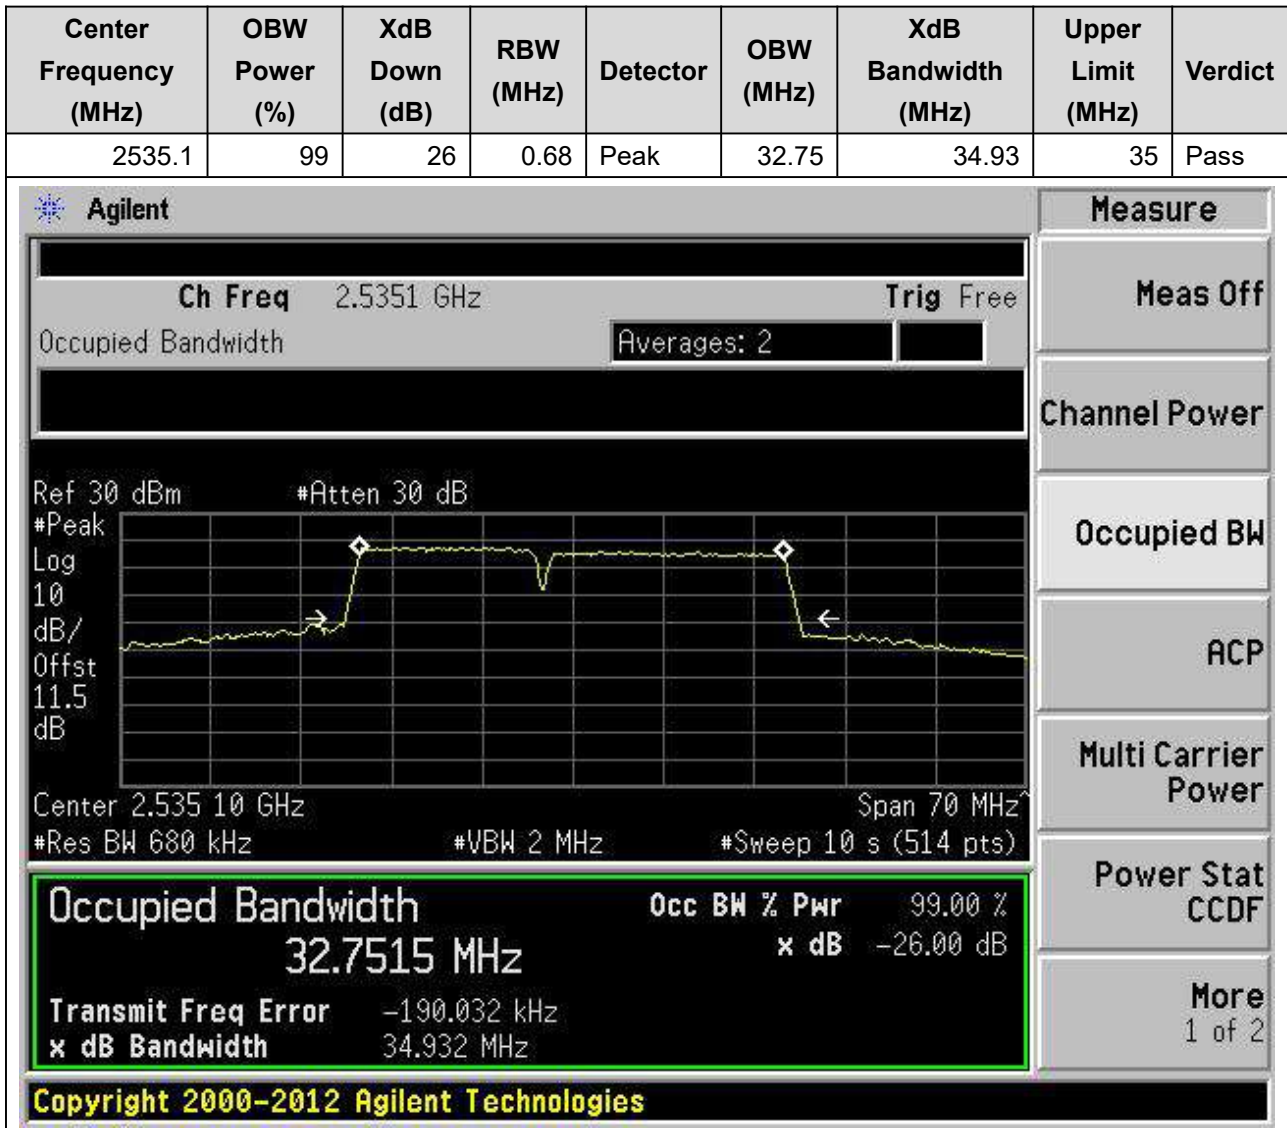 Center Frequency (MHz) OBW Power (%) XdB Down (dB) RBW (MHz) Detector OBW (MHz) XdB Bandwidth (MHz) Upper Limit (MHz) Verdict
2535.1 99 26 0.68 Peak 32.75 34.93 35 Pass
Agilent
Measure
Ch Freq 2.5351 GHz Trig Free
Meas Off
Occupied Bandwidth Averages: 2
Channel Power
Ref 30 dBm #Atten 30 dB
#Peak
Log
10
dB/
Offst
11.5
dB
Occupied BW
ACP
Multi Carrier
Power
Center 2.535 10 GHz Span 70 MHz^
#Res BW 680 kHz #VBW 2 MHz #Sweep 10 s (514 pts)
Power Stat
CCDF
Occupied Bandwidth Occ BW % Pwr 99.00 %
32.7515 MHz x dB -26.00 dB
More
1 of 2
Transmit Freq Error -190.032 kHz
x dB Bandwidth 34.932 MHz
Copyright 2000-2012 Agilent Technologies